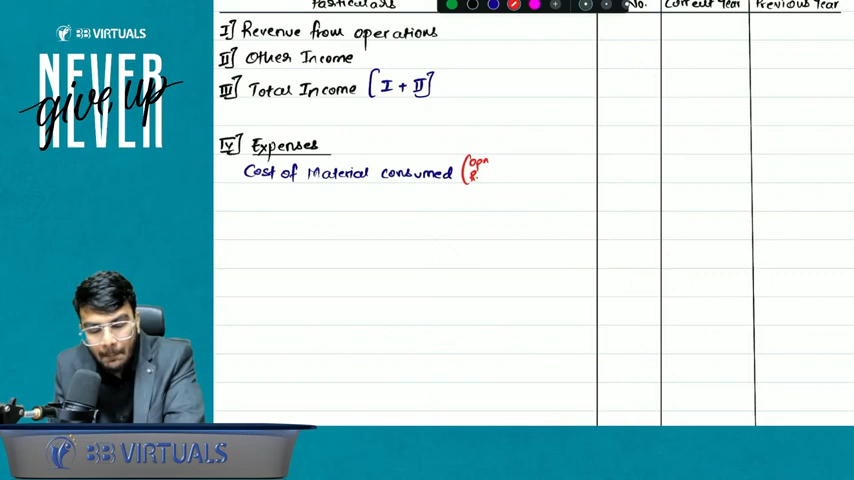 Particulars No. Current Year Previous Year
BB VIRTUALS
NEVER
give up
NEVER
I] Revenue from operations
II] Other Income
III] Total Income [I + II]
IV] Expenses
Cost of Material consumed (opn
R.
BB VIRTUALS